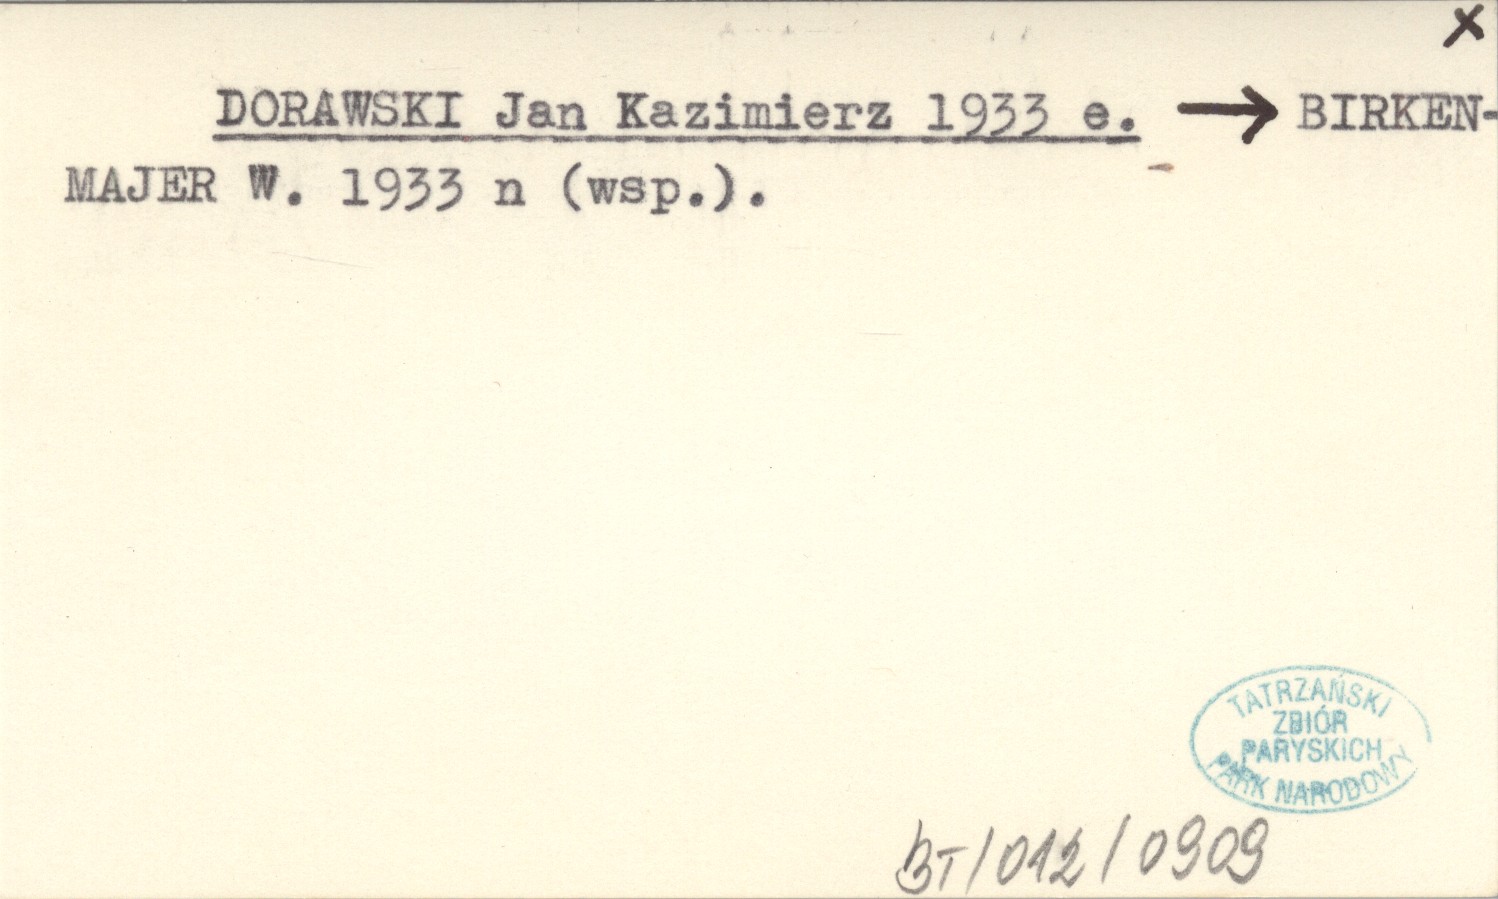 x
DORAWSKI Jan Kazimierz 1933 e. → BIRKEN-
MAJER W. 1933 n (wsp.).
TATRZAŃSKI
ZBIÓR
PARYSKICH
PARK NARODOWY
BT/012/0909